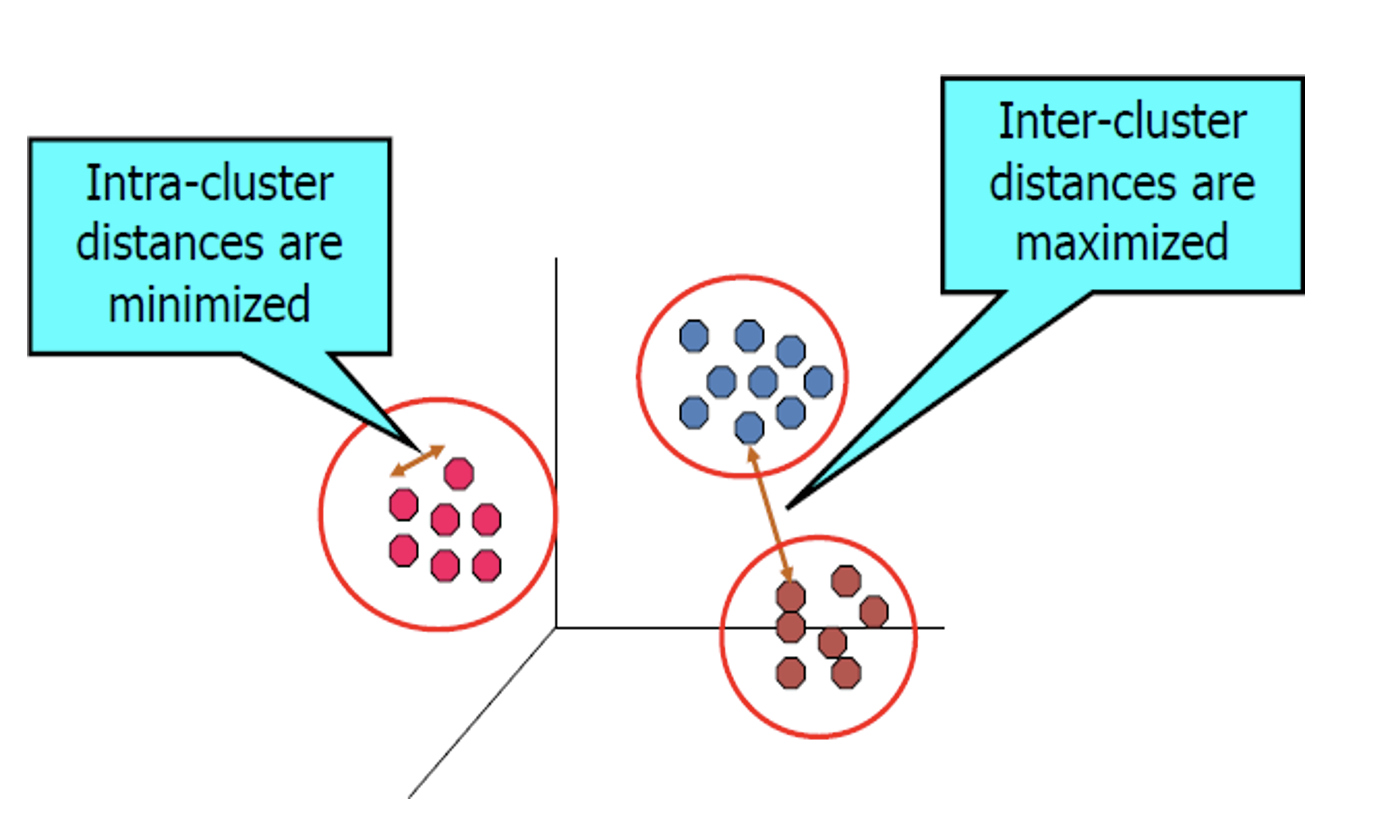 Intra-cluster
distances are
minimized
Inter-cluster
distances are
maximized